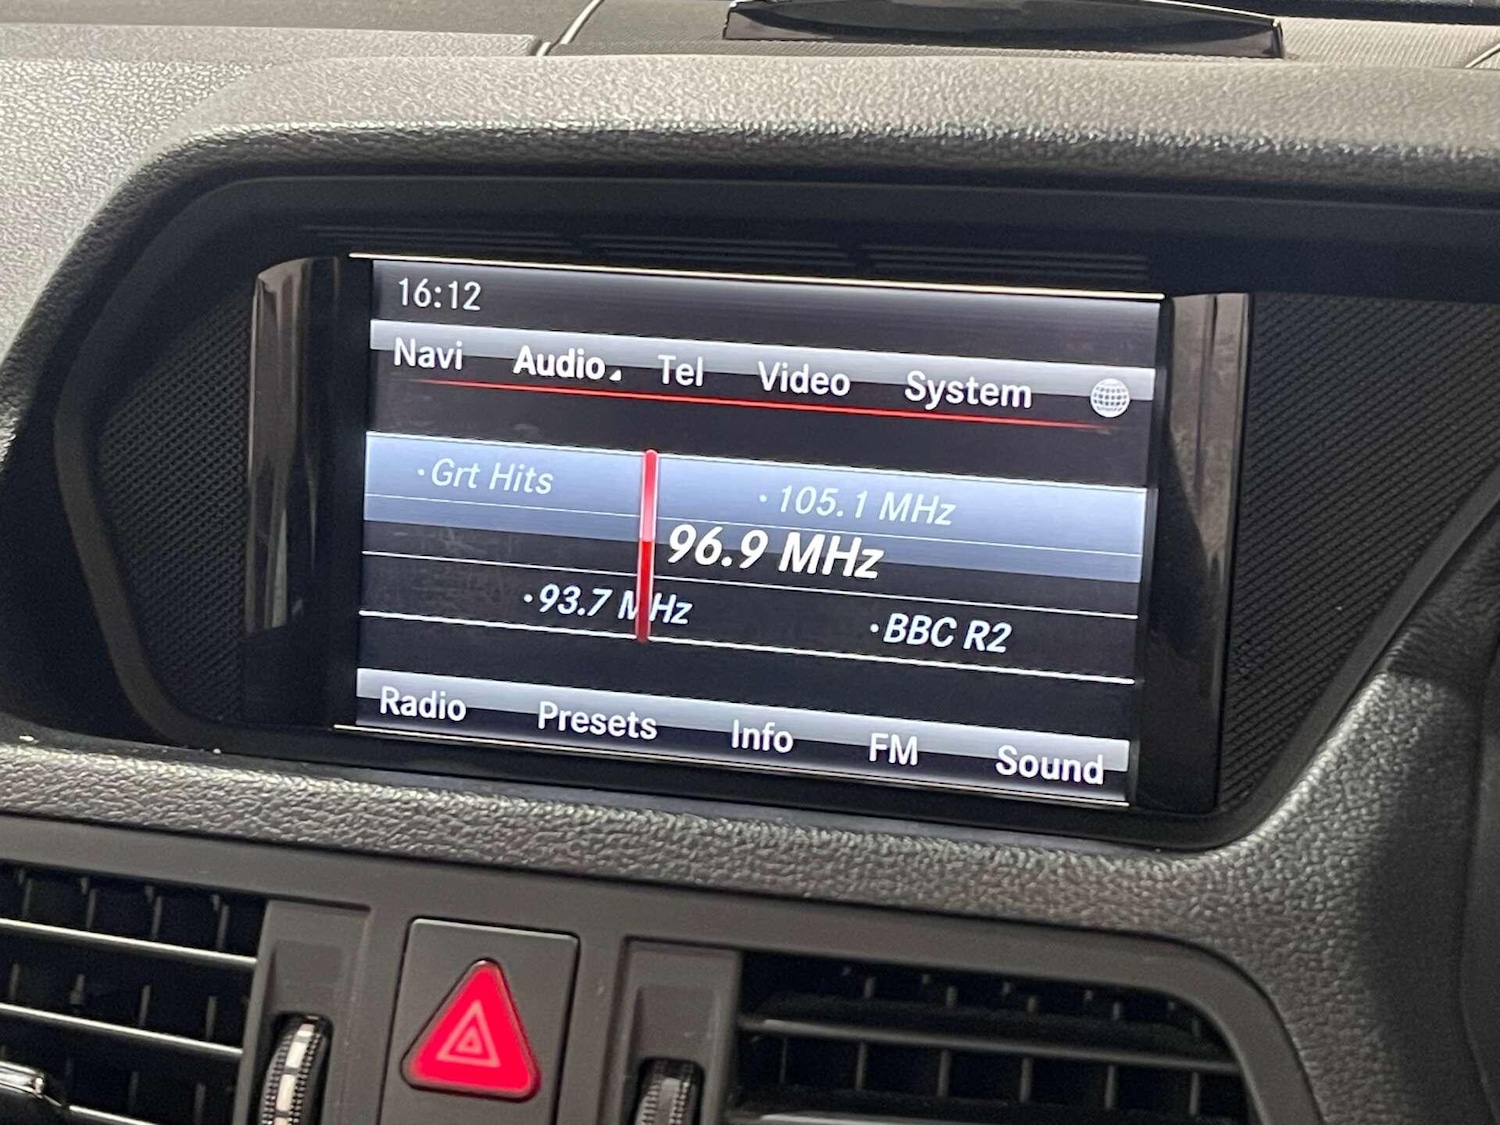 16:12
Navi Audio Tel Video System
·Grt Hits ·105.1 MHz
96.9 MHz
·93.7 MHz ·BBC R2
Radio Presets Info FM Sound